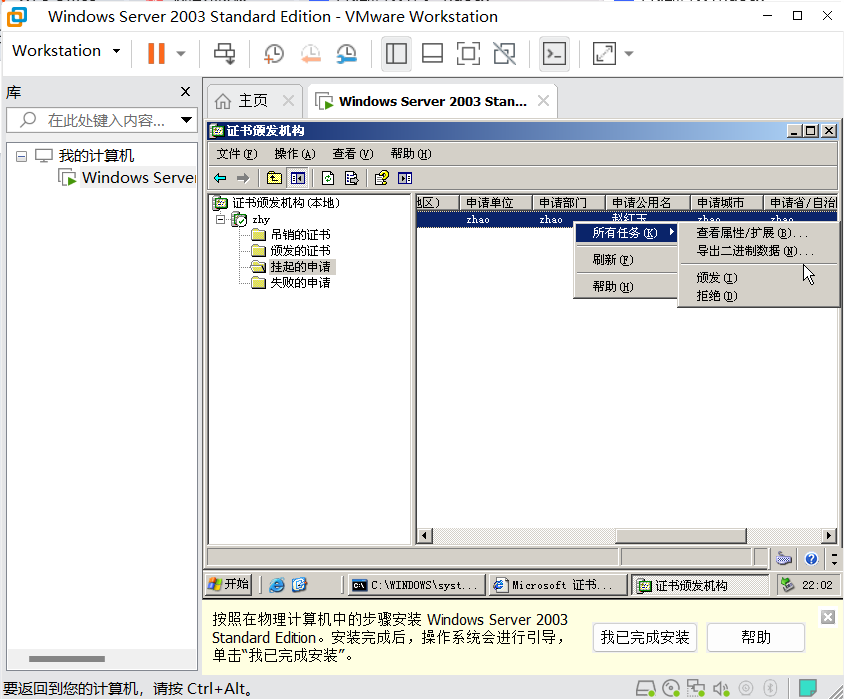 Windows Server 2003 Standard Edition - VMware Workstation
Workstation
库
在此处键入内容...
我的计算机
Windows Server
主页
Windows Server 2003 Stan...
证书颁发机构
文件(F) 操作(A) 查看(V) 帮助(H)
证书颁发机构(本地)
zhy
吊销的证书
颁发的证书
挂起的申请
失败的申请
地区) 申请单位 申请部门 申请公用名 申请城市 申请省/自治
zhao zhao 赵红玉 zhao zhao
所有任务(K)
刷新(F)
帮助(H)
查看属性/扩展(B)...
导出二进制数据(N)...
颁发(I)
拒绝(D)
开始
C:\WINDOWS\syst...
Microsoft 证书...
证书颁发机构
22:02
按照在物理计算机中的步骤安装 Windows Server 2003
Standard Edition。安装完成后，操作系统会进行引导，
单击“我已完成安装”。
我已完成安装
帮助
要返回到您的计算机，请按 Ctrl+Alt。